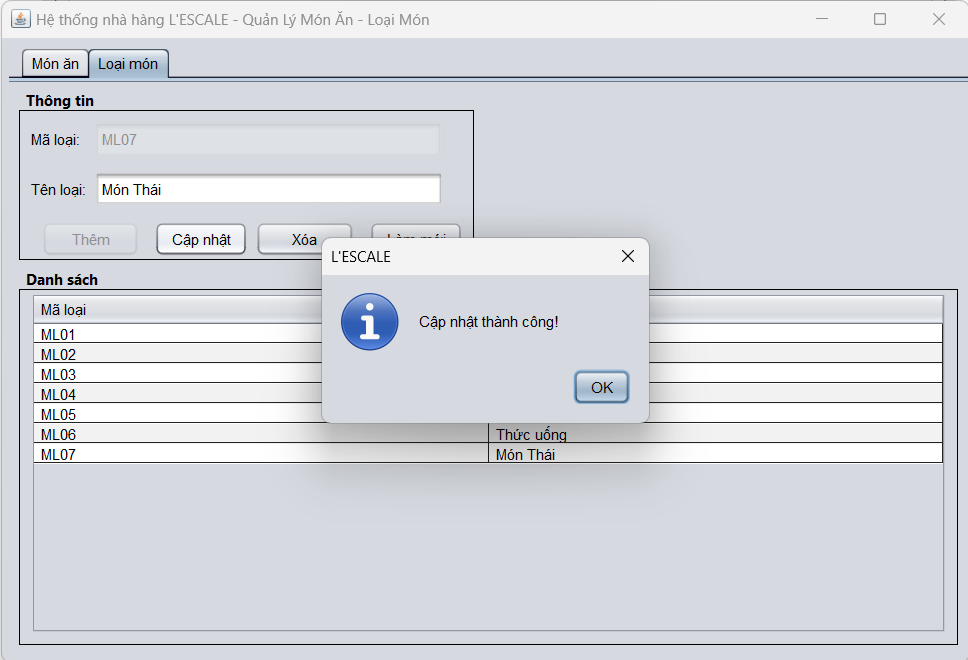 Hệ thống nhà hàng L'ESCALE - Quản Lý Món Ăn - Loại Món
Món ăn Loại món
Thông tin
Mã loại: ML07
Tên loại: Món Thái
Thêm Cập nhật Xóa Làm mới
L'ESCALE
Cập nhật thành công!
OK
Danh sách
Mã loại
ML01
ML02
ML03
ML04
ML05
ML06 Thức uống
ML07 Món Thái